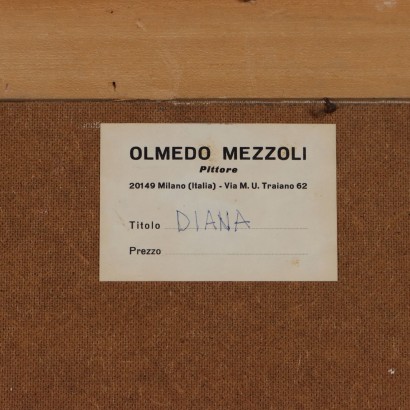 OLMEDO MEZZOLI
Pittore
20149 Milano (Italia) - Via M. U. Traiano 62
Titolo DIANA
Prezzo